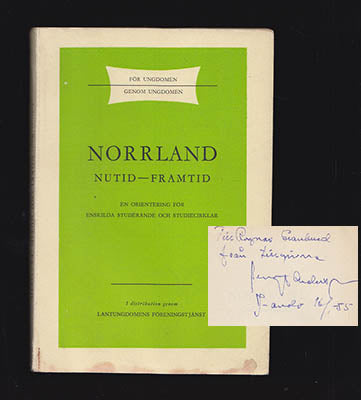 FÖR UNGDOMEN
GENOM UNGDOMEN
NORRLAND
NUTID—FRAMTID
EN ORIENTERING FÖR
ENSKILDA STUDERANDE OCH STUDIECIRKLAR
I distribution genom
LANTUNGDOMENS FÖRENINGSTJÄNST
Till Ragnar
från